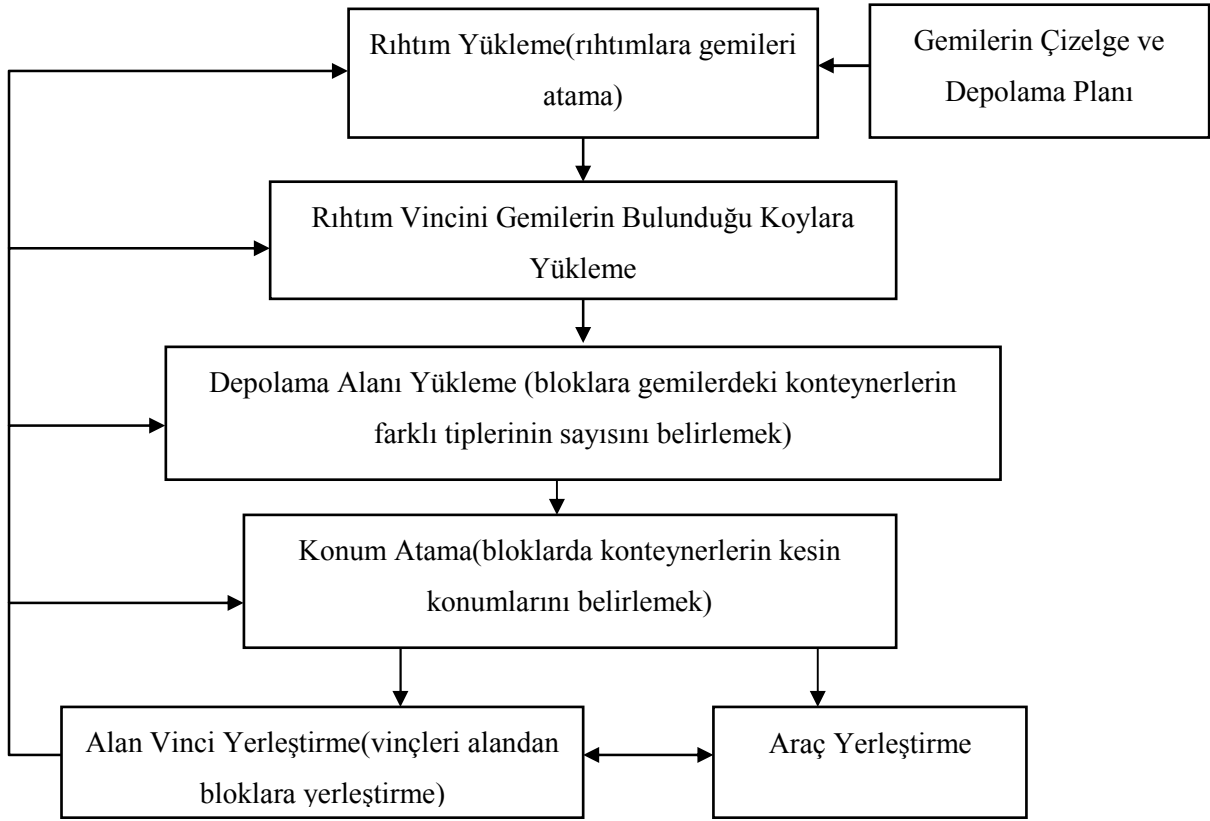 Rıhtım Yükleme(rıhtımlara gemileri
atama)
Gemilerin Çizelge ve
Depolama Planı
Rıhtım Vincini Gemilerin Bulunduğu Koylara
Yükleme
Depolama Alanı Yükleme (bloklara gemilerdeki konteynerlerin
farklı tiplerinin sayısını belirlemek)
Konum Atama(bloklarda konteynerlerin kesin
konumlarını belirlemek)
Alan Vinci Yerleştirme(vinçleri alandan
bloklara yerleştirme)
Araç Yerleştirme